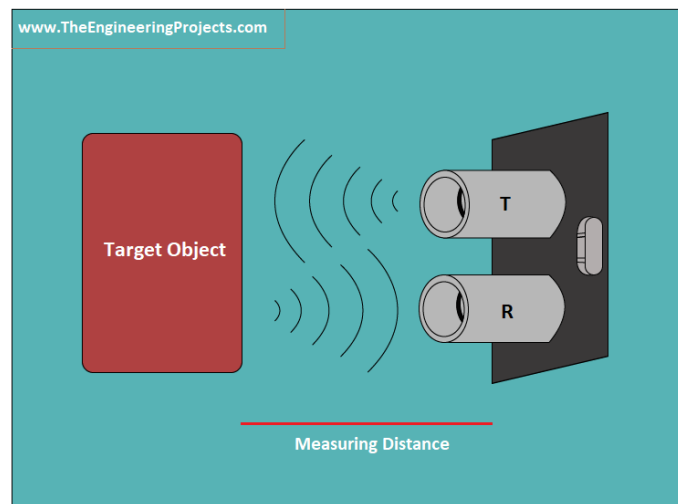 www.TheEngineeringProjects.com
Target Object
T
R
Measuring Distance